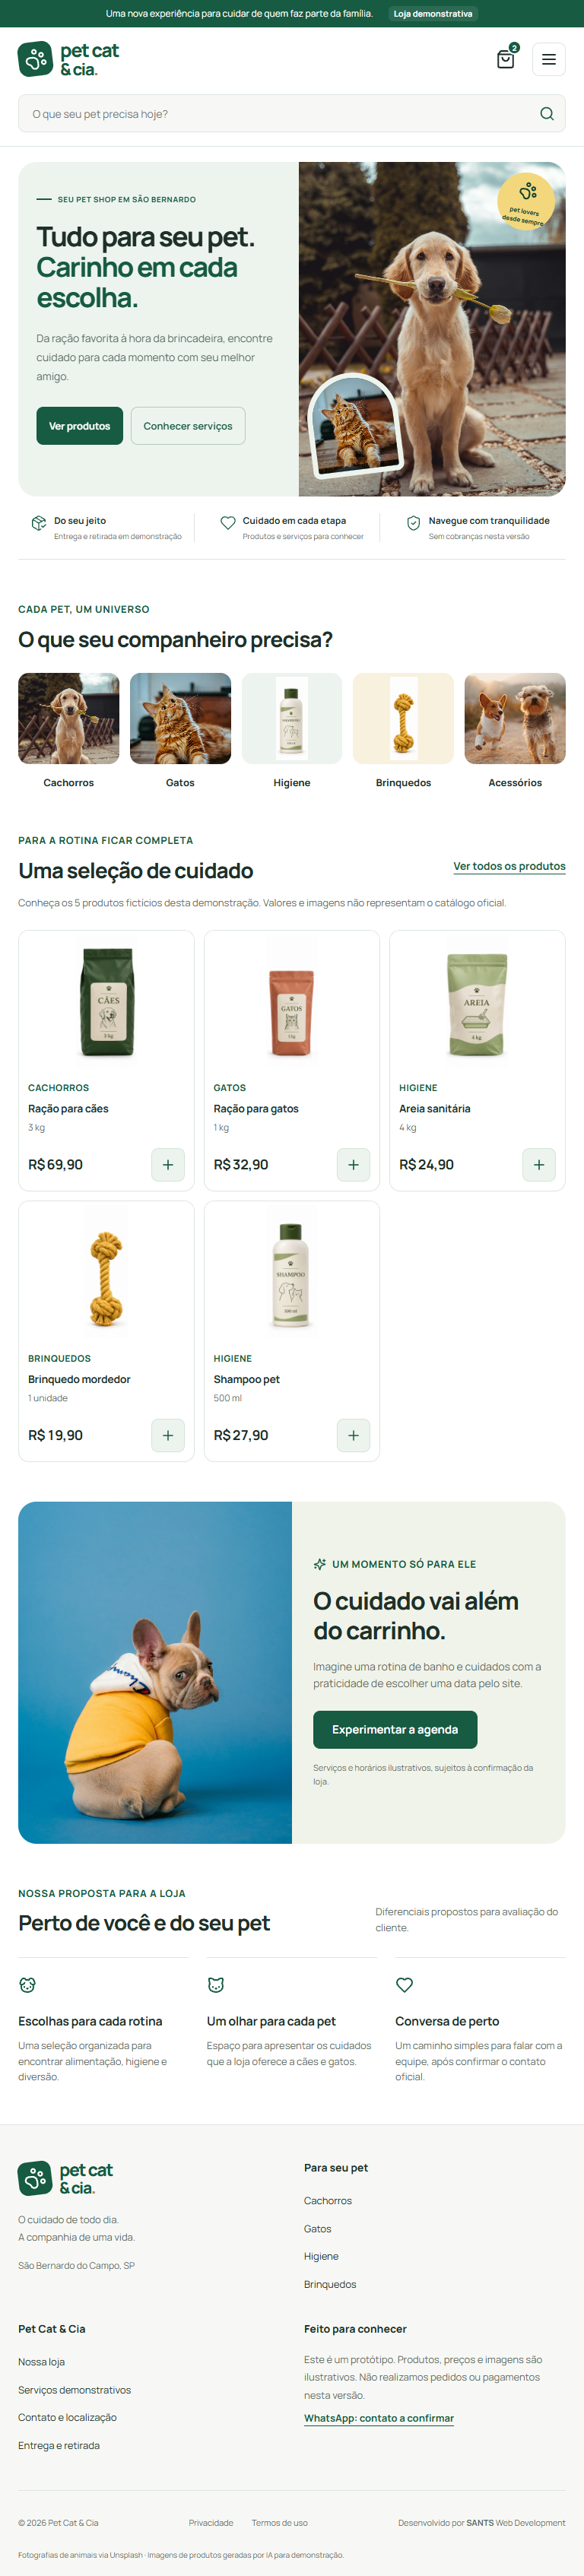 Uma nova experiência para cuidar de quem faz parte da família. Loja demonstrativa
pet cat
& cia.
2
O que seu pet precisa hoje?
SEU PET SHOP EM SÃO BERNARDO
Tudo para seu pet.
Carinho em cada
escolha.
Da ração favorita à hora da brincadeira, encontre
cuidado para cada momento com seu melhor
amigo.
Ver produtos
Conhecer serviços
pet lovers
desde sempre
Do seu jeito
Entrega e retirada em demonstração
Cuidado em cada etapa
Produtos e serviços para conhecer
Navegue com tranquilidade
Sem cobranças nesta versão
CADA PET, UM UNIVERSO
O que seu companheiro precisa?
SHAMPOO
Cachorros
Gatos
Higiene
Brinquedos
Acessórios
PARA A ROTINA FICAR COMPLETA
Uma seleção de cuidado
Ver todos os produtos
Conheça os 5 produtos fictícios desta demonstração. Valores e imagens não representam o catálogo oficial.
CÃES
3 kg
CACHORROS
Ração para cães
3 kg
R$ 69,90
GATOS
1 kg
GATOS
Ração para gatos
1 kg
R$ 32,90
AREIA
4 kg
HIGIENE
Areia sanitária
4 kg
R$ 24,90
BRINQUEDOS
Brinquedo mordedor
1 unidade
R$ 19,90
SHAMPOO
500 ml
HIGIENE
Shampoo pet
500 ml
R$ 27,90
UM MOMENTO SÓ PARA ELE
O cuidado vai além
do carrinho.
Imagine uma rotina de banho e cuidados com a
praticidade de escolher uma data pelo site.
Experimentar a agenda
Serviços e horários ilustrativos, sujeitos à confirmação da
loja.
NOSSA PROPOSTA PARA A LOJA
Perto de você e do seu pet
Diferenciais propostos para avaliação do
cliente.
Escolhas para cada rotina
Uma seleção organizada para
encontrar alimentação, higiene e
diversão.
Um olhar para cada pet
Espaço para apresentar os cuidados
que a loja oferece a cães e gatos.
Conversa de perto
Um caminho simples para falar com a
equipe, após confirmar o contato
oficial.
pet cat
& cia.
O cuidado de todo dia.
A companhia de uma vida.
São Bernardo do Campo, SP
Para seu pet
Cachorros
Gatos
Higiene
Brinquedos
Pet Cat & Cia
Nossa loja
Serviços demonstrativos
Contato e localização
Entrega e retirada
Feito para conhecer
Este é um protótipo. Produtos, preços e imagens são
ilustrativos. Não realizamos pedidos ou pagamentos
nesta versão.
WhatsApp: contato a confirmar
© 2026 Pet Cat & Cia
Privacidade
Termos de uso
Desenvolvido por SANTS Web Development
Fotografias de animais via Unsplash · Imagens de produtos geradas por IA para demonstração.